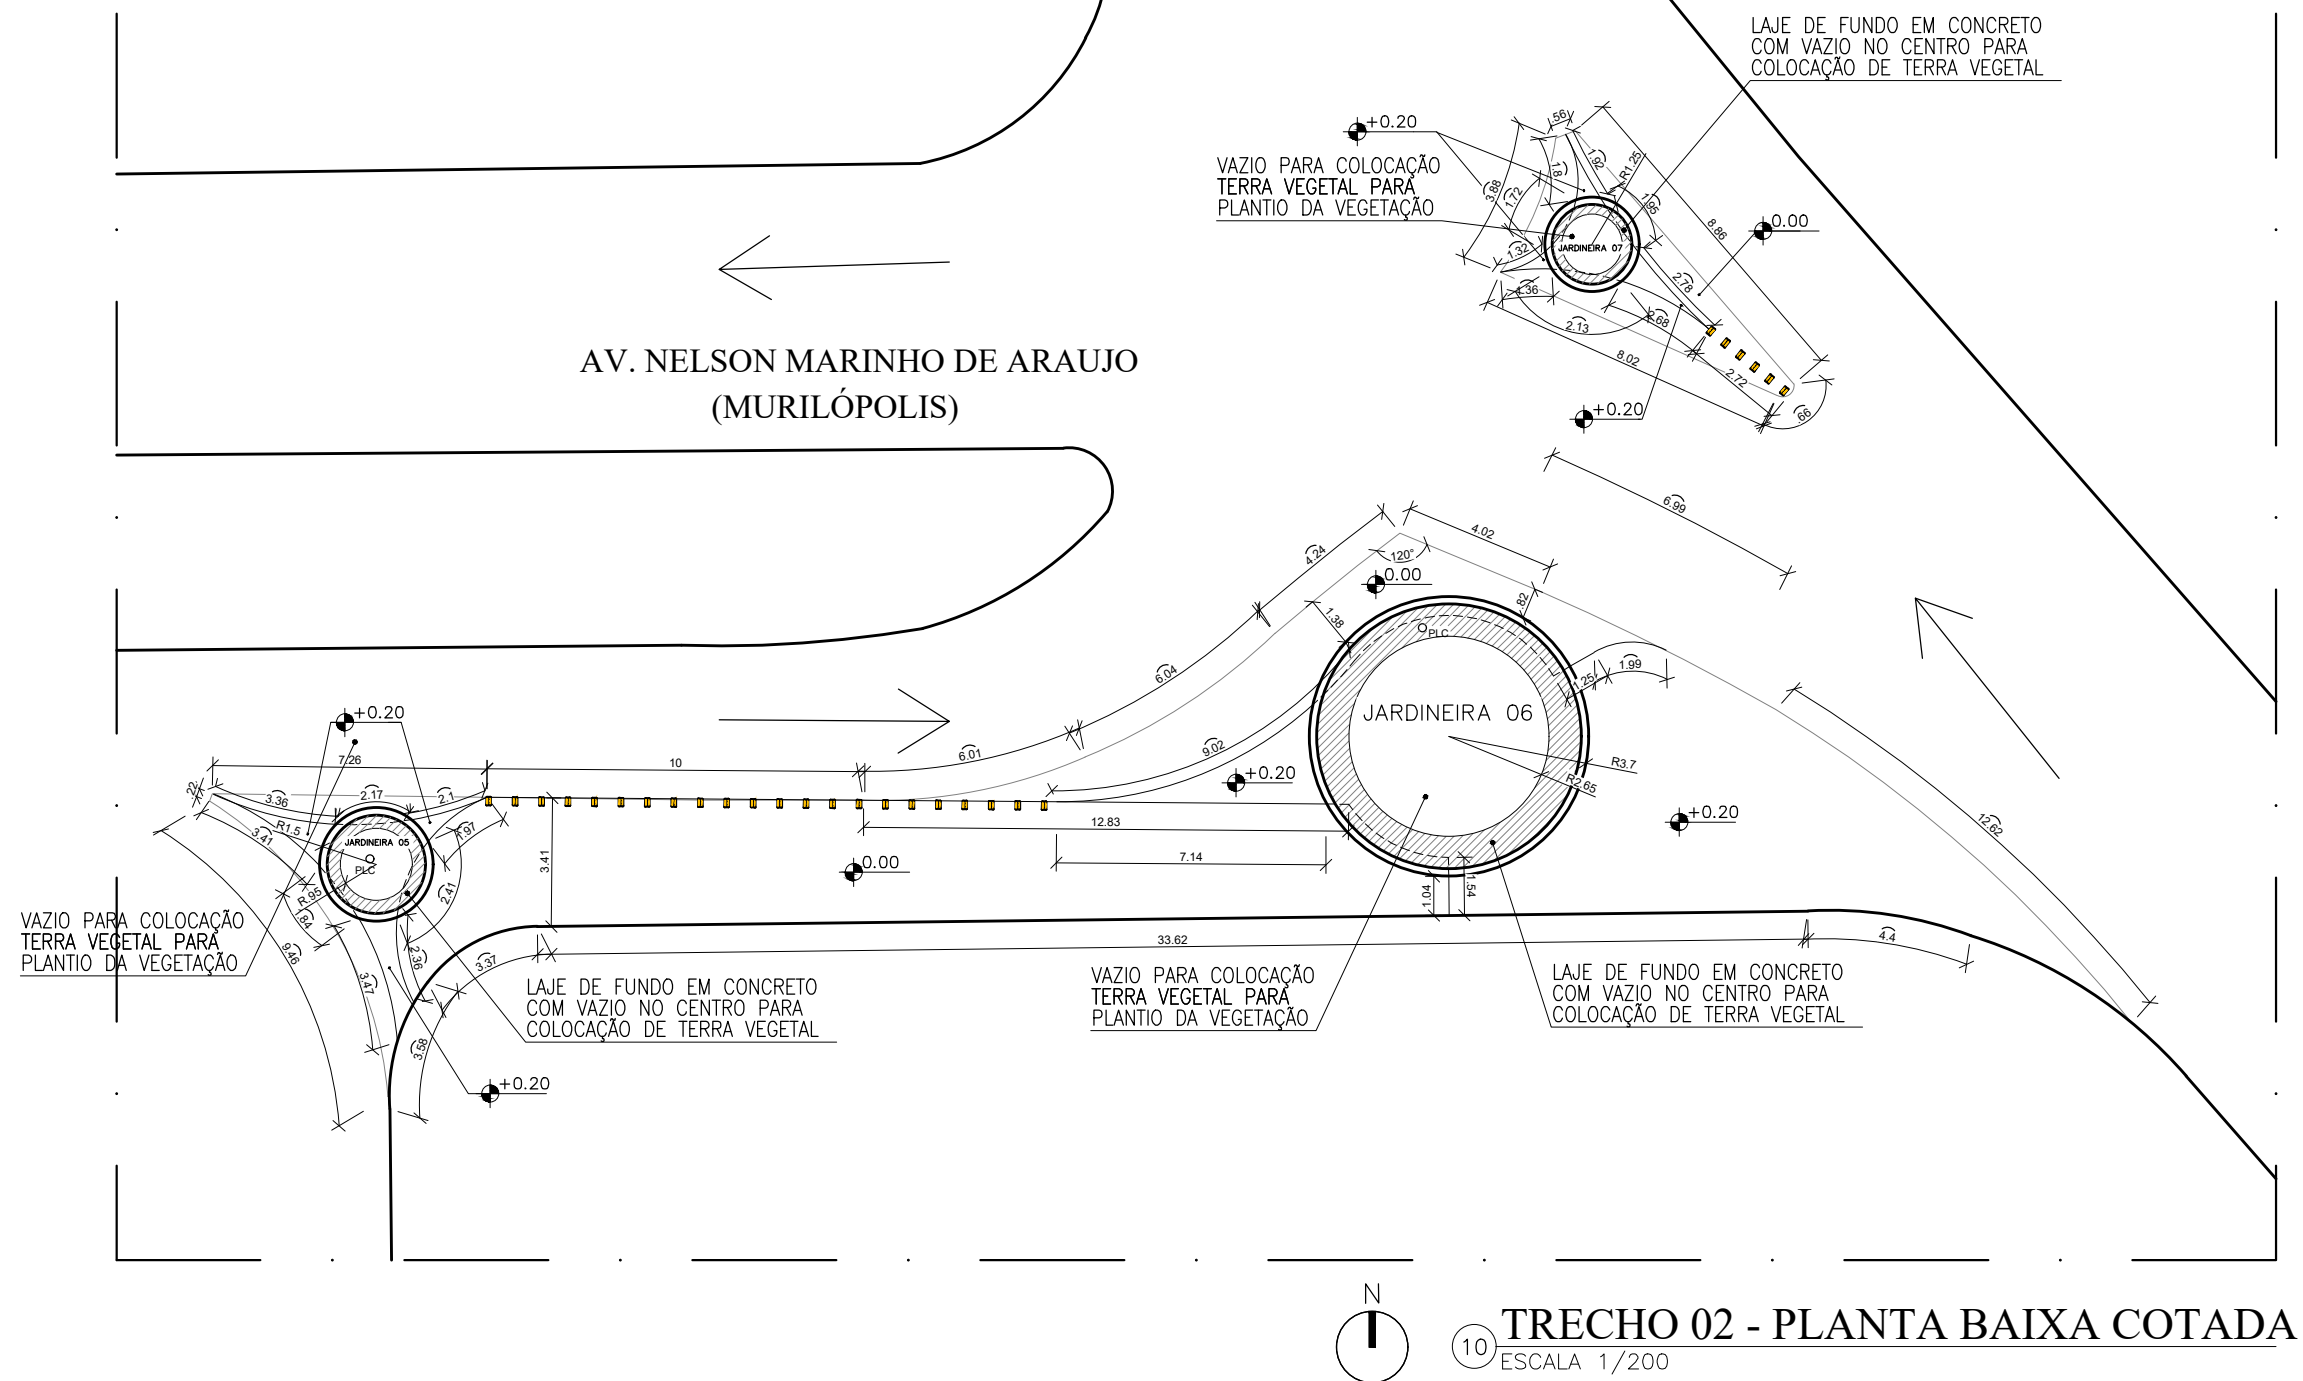 LAJE DE FUNDO EM CONCRETO
COM VAZIO NO CENTRO PARA
COLOCAÇÃO DE TERRA VEGETAL
+0.20
VAZIO PARA COLOCAÇÃO
TERRA VEGETAL PARA
PLANTIO DA VEGETAÇÃO
.56
1.92
R1.25
1.8
3.88
1.72
1.95
8.86
0.00
JARDINEIRA 07
1.32
1.36
2.78
2.13
2.68
8.02
2.72
.66
+0.20
AV. NELSON MARINHO DE ARAUJO
(MURILÓPOLIS)
6.99
4.02
4.24
120°
0.00
.82
1.38
PLC
1.99
1.25
6.04
JARDINEIRA 06
R3.7
R2.65
9.02
+0.20
+0.20
12.62
+0.20
7.26
10
6.01
.22
3.36
2.17
2.1
R1.5
3.41
1.97
JARDINEIRA 05
PLC
R.95
2.41
1.84
3.41
12.83
7.14
0.00
1.04
1.54
VAZIO PARA COLOCAÇÃO
TERRA VEGETAL PARA
PLANTIO DA VEGETAÇÃO
9.46
3.47
2.36
3.37
33.62
4.4
LAJE DE FUNDO EM CONCRETO
COM VAZIO NO CENTRO PARA
COLOCAÇÃO DE TERRA VEGETAL
VAZIO PARA COLOCAÇÃO
TERRA VEGETAL PARA
PLANTIO DA VEGETAÇÃO
LAJE DE FUNDO EM CONCRETO
COM VAZIO NO CENTRO PARA
COLOCAÇÃO DE TERRA VEGETAL
3.58
+0.20
N
10
TRECHO 02 - PLANTA BAIXA COTADA
ESCALA 1/200